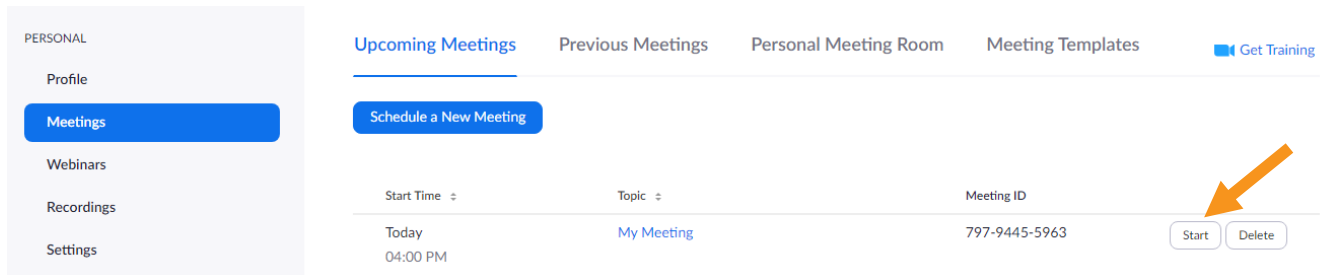 PERSONAL
Profile
Meetings
Webinars
Recordings
Settings
Upcoming Meetings Previous Meetings Personal Meeting Room Meeting Templates Get Training
Schedule a New Meeting
Start Time Topic Meeting ID
Today My Meeting 797-9445-5963 Start Delete
04:00 PM